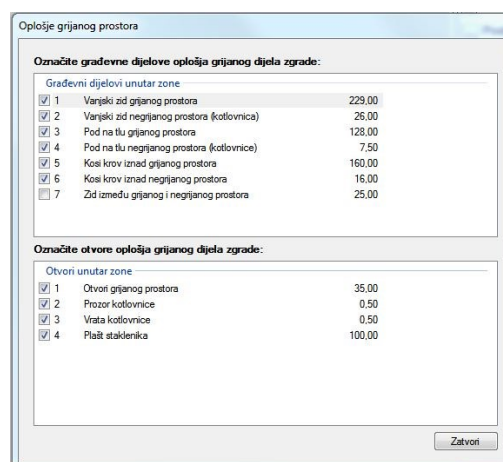 Oplošje grijanog prostora
Označite građevne dijelove oplošja grijanog dijela zgrade:
Građevni dijelovi unutar zone
1 Vanjski zid grijanog prostora 229,00
2 Vanjski zid negrijanog prostora (kotlovnica) 26,00
3 Pod na tlu grijanog prostora 128,00
4 Pod na tlu negrijanog prostora (kotlovnice) 7,50
5 Kosi krov iznad grijanog prostora 160,00
6 Kosi krov iznad negrijanog prostora 16,00
7 Zid između grijanog i negrijanog prostora 25,00
Označite otvore oplošja grijanog dijela zgrade:
Otvori unutar zone
1 Otvori grijanog prostora 35,00
2 Prozor kotlovnice 0,50
3 Vrata kotlovnice 0,50
4 Plašt staklenika 100,00
Zatvori